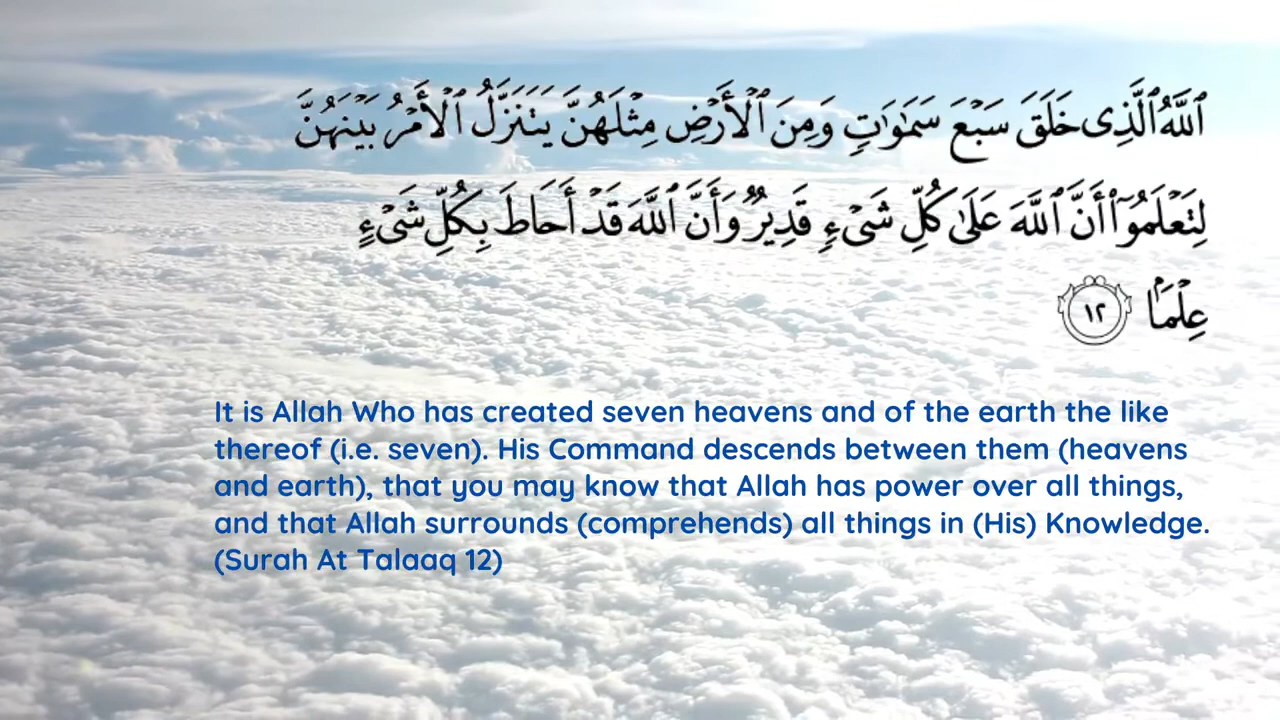 ٱللَّهُ ٱلَّذِى خَلَقَ سَبْعَ سَمَٰوَٰتٍ وَمِنَ ٱلْأَرْضِ مِثْلَهُنَّ يَتَنَزَّلُ ٱلْأَمْرُ بَيْنَهُنَّ
لِتَعْلَمُوٓا۟ أَنَّ ٱللَّهَ عَلَىٰ كُلِّ شَىْءٍ قَدِيرٌ وَأَنَّ ٱللَّهَ قَدْ أَحَاطَ بِكُلِّ شَىْءٍ
عِلْمًۢا ١٢
It is Allah Who has created seven heavens and of the earth the like
thereof (i.e. seven). His Command descends between them (heavens
and earth), that you may know that Allah has power over all things,
and that Allah surrounds (comprehends) all things in (His) Knowledge.
(Surah At Talaaq 12)